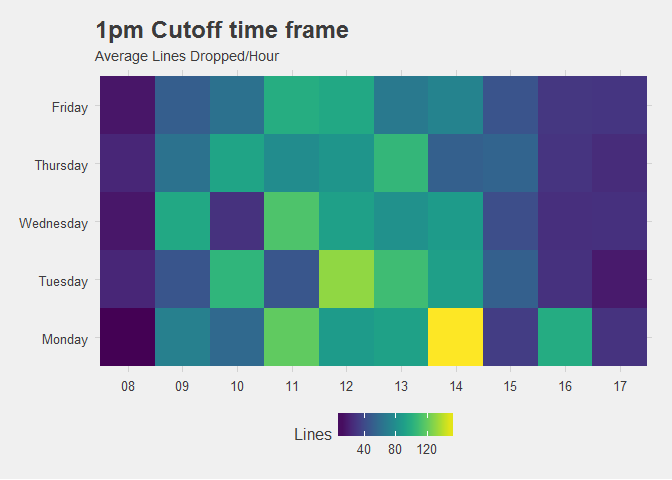 1pm Cutoff time frame
Average Lines Dropped/Hour
Friday
Thursday
Wednesday
Tuesday
Monday
08 09 10 11 12 13 14 15 16 17
Lines
40 80 120